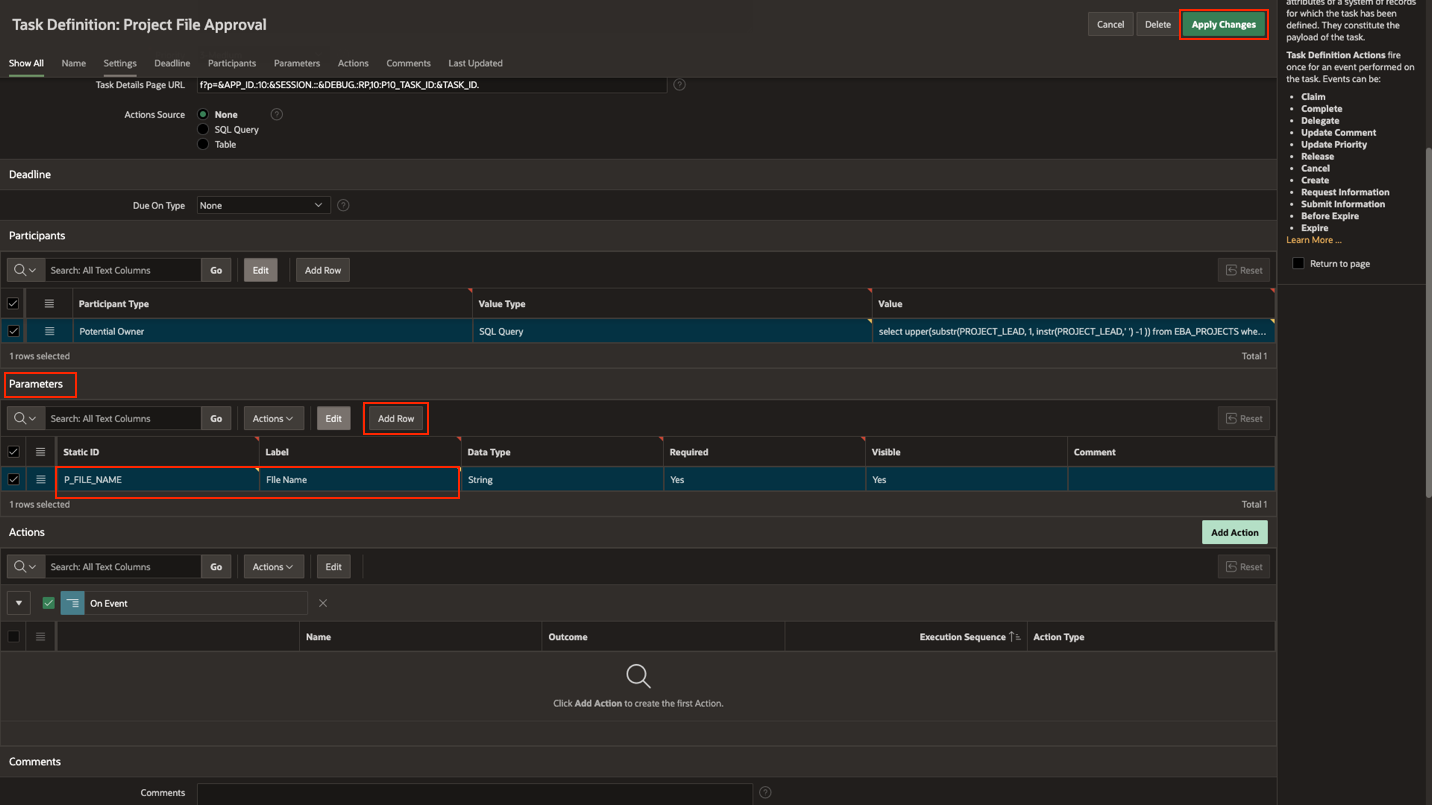 Task Definition: Project File Approval
Cancel
Delete
Apply Changes
Show All
Name
Settings
Deadline
Participants
Parameters
Actions
Comments
Last Updated
Task Details Page URL
f?p=&APP_ID.:10:&SESSION.::&DEBUG.:RP,10:P10_TASK_ID:&TASK_ID.
?
Actions Source
None
?
SQL Query
Table
Deadline
Due On Type
None
?
Participants
Search: All Text Columns
Go
Edit
Add Row
Reset
Participant Type
Value Type
Value
Potential Owner
SQL Query
select upper(substr(PROJECT_LEAD, 1, instr(PROJECT_LEAD,' ') -1 )) from EBA_PROJECTS whe...
1 rows selected
Total 1
Parameters
Search: All Text Columns
Go
Actions
Edit
Add Row
Reset
Static ID
Label
Data Type
Required
Visible
Comment
P_FILE_NAME
FIle Name
String
Yes
Yes
1 rows selected
Total 1
Actions
Add Action
Search: All Text Columns
Go
Actions
Edit
Reset
On Event
Name
Outcome
Execution Sequence
Action Type
Click Add Action to create the first Action.
Comments
Comments
?
attributes of a system of records
for which the task has been
defined. They constitute the
payload of the task.
Task Definition Actions fire
once for an event performed on
the task. Events can be:
• Claim
• Complete
• Delegate
• Update Comment
• Update Priority
• Release
• Cancel
• Create
• Request Information
• Submit Information
• Before Expire
• Expire
Learn More ...
Return to page